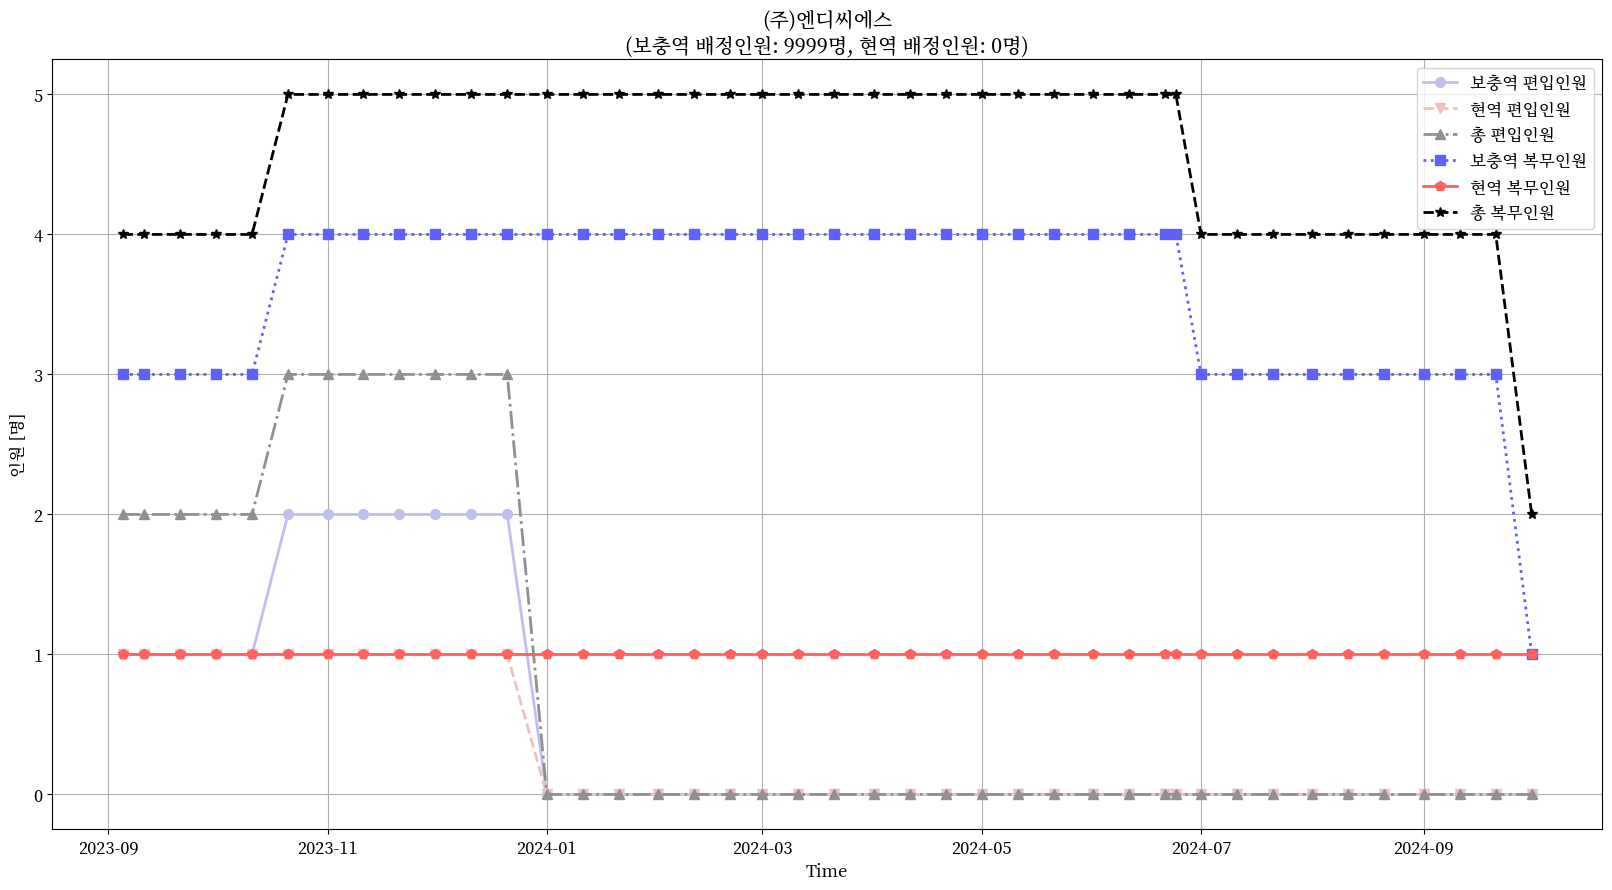 (주)엔디씨에스
(보충역 배정인원: 9999명, 현역 배정인원: 0명)
보충역 편입인원
현역 편입인원
총 편입인원
보충역 복무인원
현역 복무인원
총 복무인원
인원 [명]
5
4
3
2
1
0
2023-09
2023-11
2024-01
2024-03
2024-05
2024-07
2024-09
Time